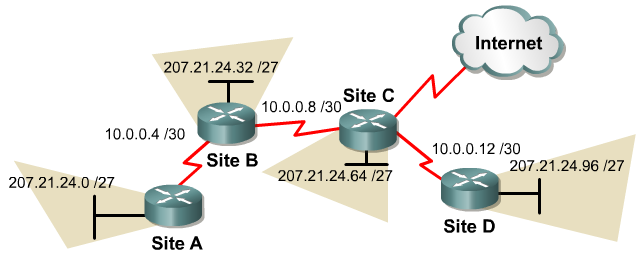 Internet
207.21.24.32 /27
Site C
10.0.0.8 /30
10.0.0.4 /30
Site B
10.0.0.12 /30
207.21.24.96 /27
207.21.24.64 /27
207.21.24.0 /27
Site D
Site A